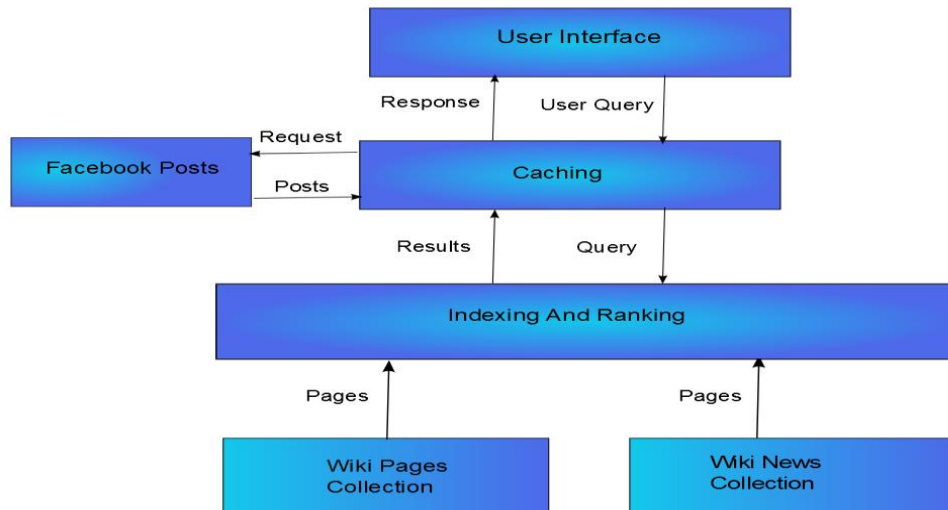 User Interface
Response
User Query
Request
Facebook Posts
Caching
Posts
Results
Query
Indexing And Ranking
Pages
Pages
Wiki Pages
Collection
Wiki News
Collection